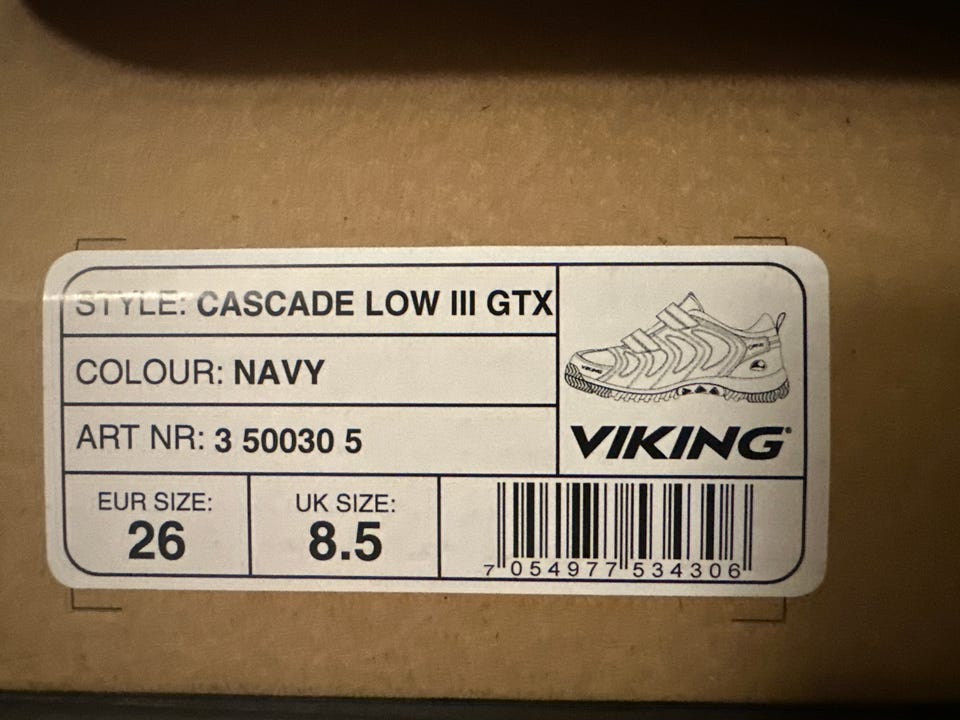 STYLE: CASCADE LOW III GTX
COLOUR: NAVY
ART NR: 3 50030 5
VIKING
VIKING®
EUR SIZE:
26
UK SIZE:
8.5
7 054977 534306